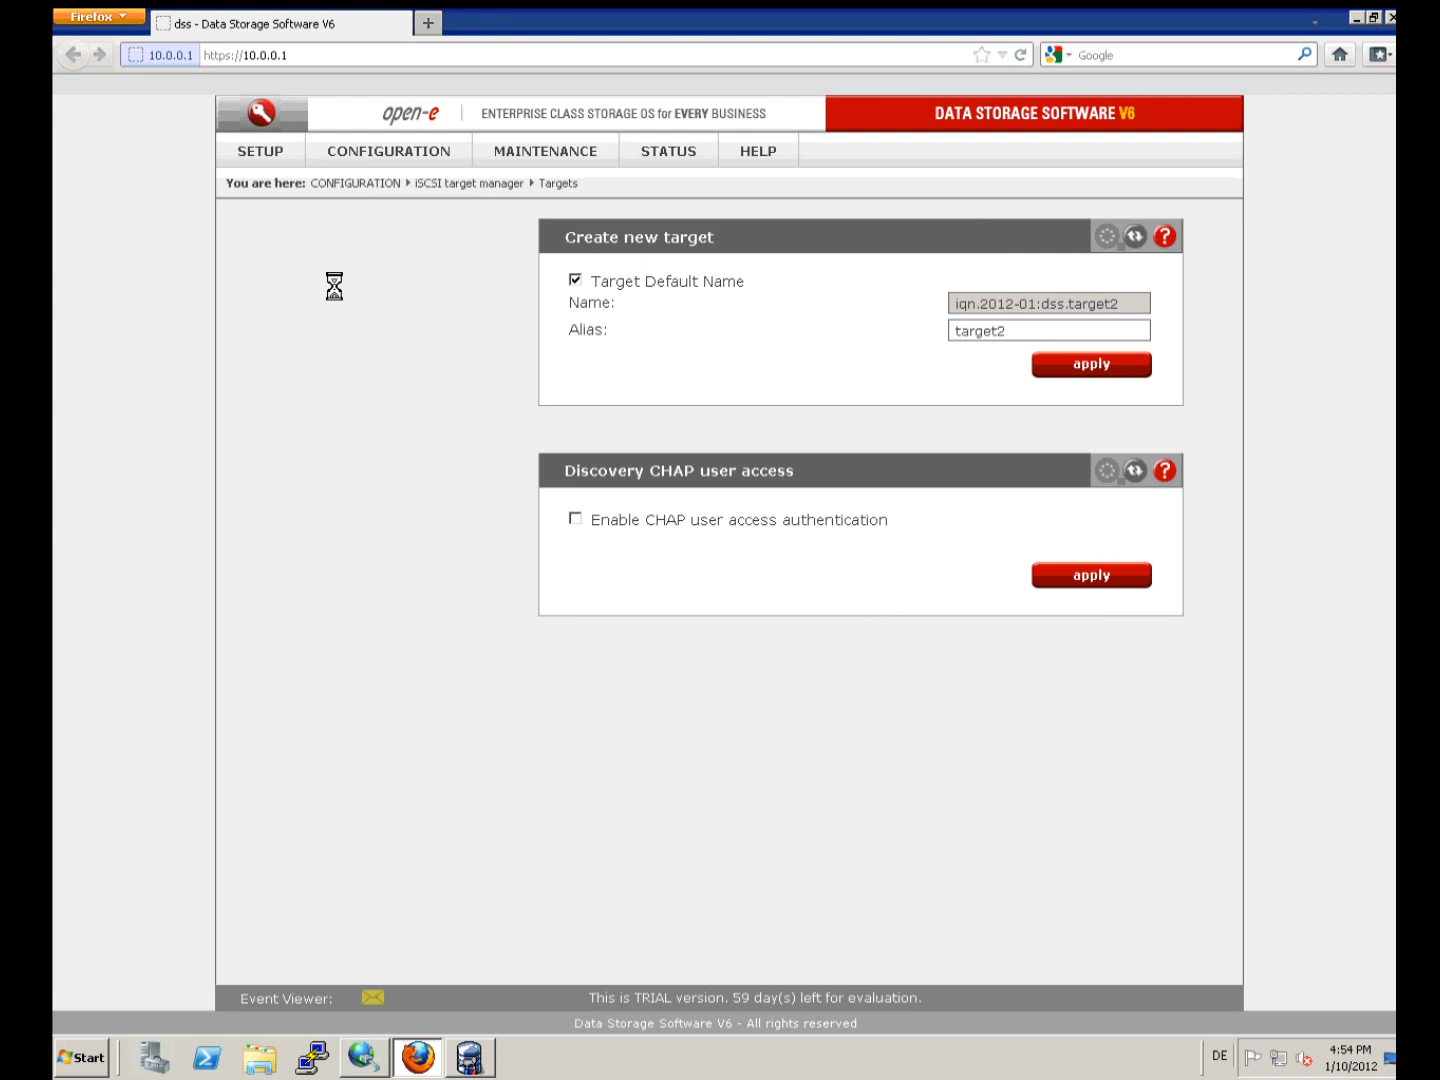 Firefox
dss - Data Storage Software V6
10.0.0.1 https://10.0.0.1
Google
open-e ENTERPRISE CLASS STORAGE OS for EVERY BUSINESS
DATA STORAGE SOFTWARE V6
SETUP CONFIGURATION MAINTENANCE STATUS HELP
You are here: CONFIGURATION iSCSI target manager Targets
Create new target
?
Target Default Name
Name: iqn.2012-01:dss.target2
Alias: target2
apply
Discovery CHAP user access
?
Enable CHAP user access authentication
apply
Event Viewer: This is TRIAL version. 59 day(s) left for evaluation.
Data Storage Software V6 - All rights reserved
Start DE 4:54 PM
1/10/2012